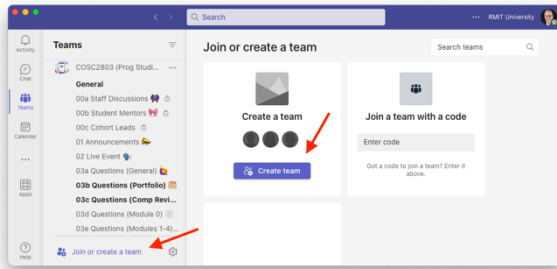 Search
RMIT University
Activity
Chat
Teams
Calendar
Apps
Help
Teams
COSC2803 (Prog Studi...
General
00a Staff Discussions
00b Student Mentors
00c Cohort Leads
01 Announcements
02 Live Event
03a Questions (General)
03b Questions (Portfolio)
03c Questions (Comp Revi...
03d Questions (Module 0)
03e Questions (Modules 1-4)...
Join or create a team
Join or create a team
Search teams
Create a team
Create team
Join a team with a code
Enter code
Got a code to join a team? Enter it
above.